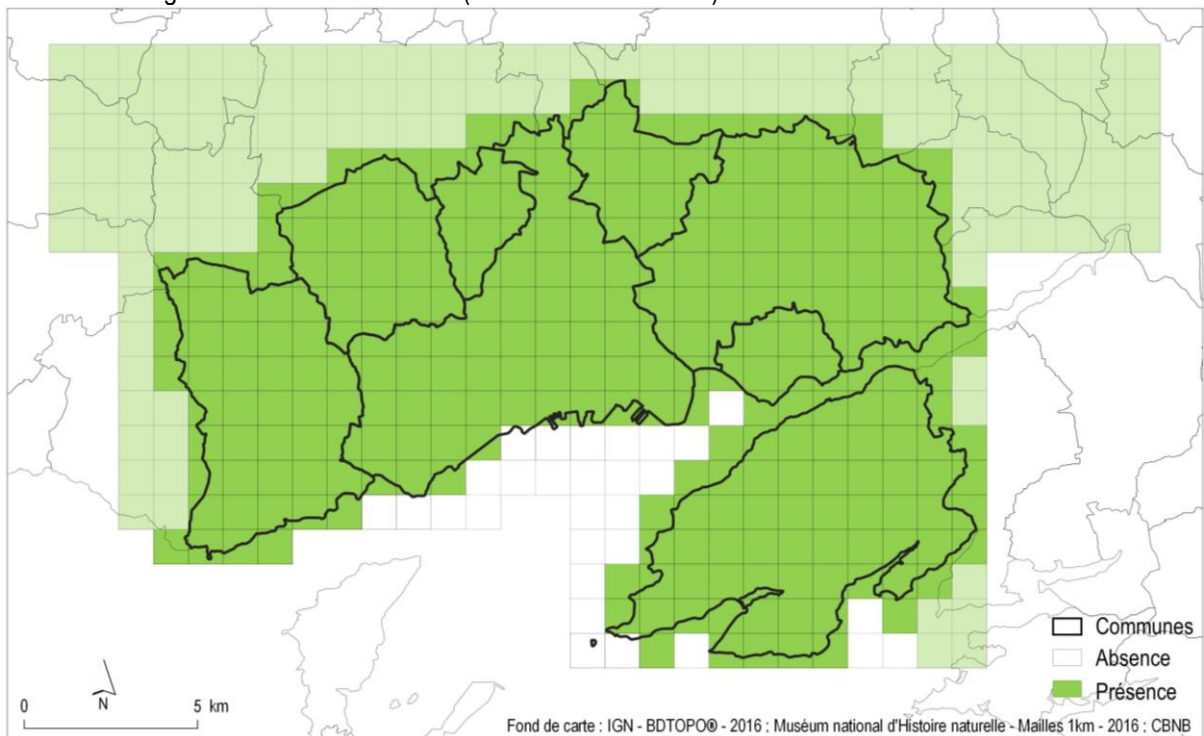 Communes
Absence
Présence
N
0 5 km
Fond de carte : IGN - BDTOPO® - 2016 ; Muséum national d'Histoire naturelle - Mailles 1km - 2016 ; CBNB